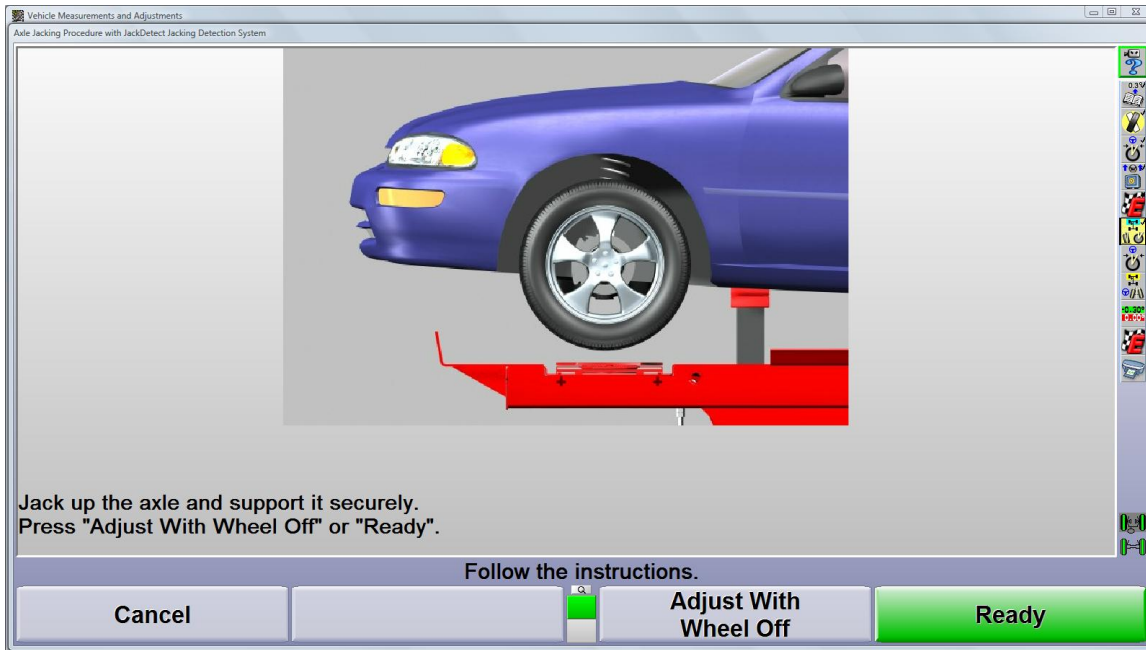 Vehicle Measurements and Adjustments
Axle Jacking Procedure with JackDetect Jacking Detection System
Jack up the axle and support it securely.
Press "Adjust With Wheel Off" or "Ready".
Follow the instructions.
Cancel
Adjust With
Wheel Off
Ready